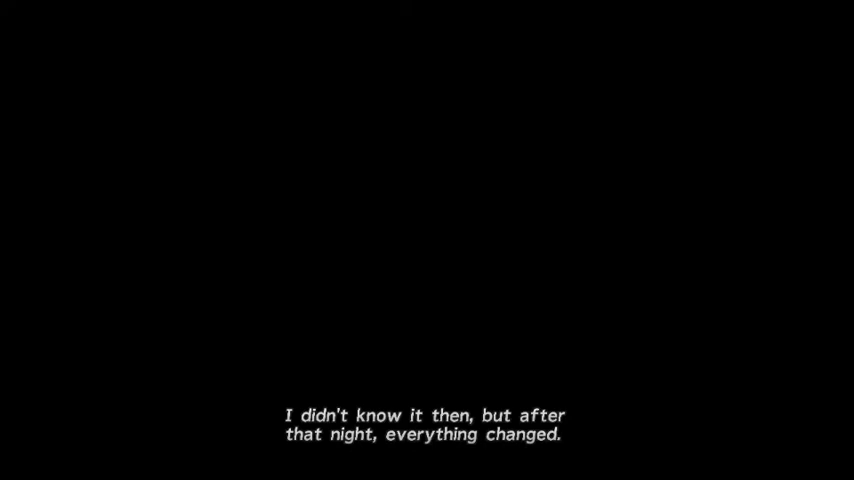 I didn't know it then, but after
that night, everything changed.